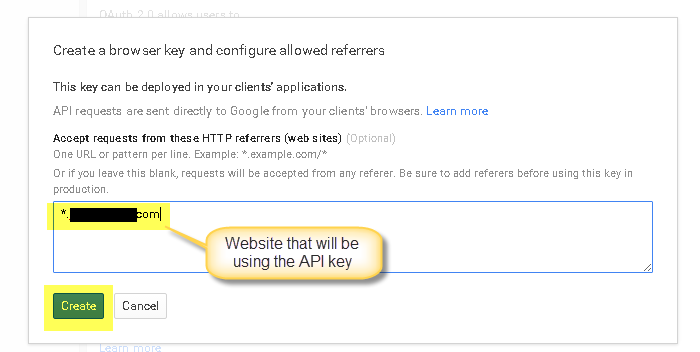 OAuth 2.0 allows users to
Create a browser key and configure allowed referrers
This key can be deployed in your clients' applications.
API requests are sent directly to Google from your clients' browsers. Learn more
Accept requests from these HTTP referrers (web sites) (Optional)
One URL or pattern per line. Example: *.example.com/*
Or if you leave this blank, requests will be accepted from any referer. Be sure to add referers before using this key in
production.
*. com
Website that will be
using the API key
Create Cancel
Learn more